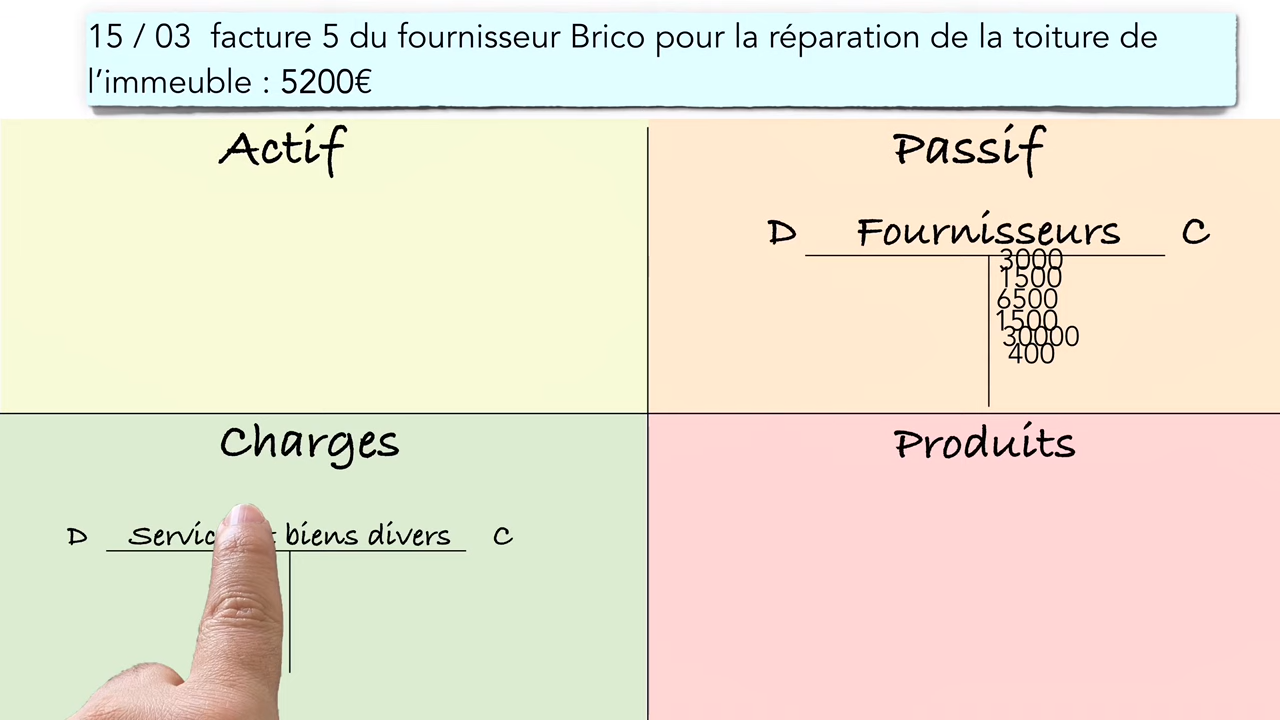 15 / 03 facture 5 du fournisseur Brico pour la réparation de la toiture de
l’immeuble : 5200€
Actif
Passif
D Fournisseurs C
3000
1500
6500
1500
30000
400
Charges
Produits
D biens divers C